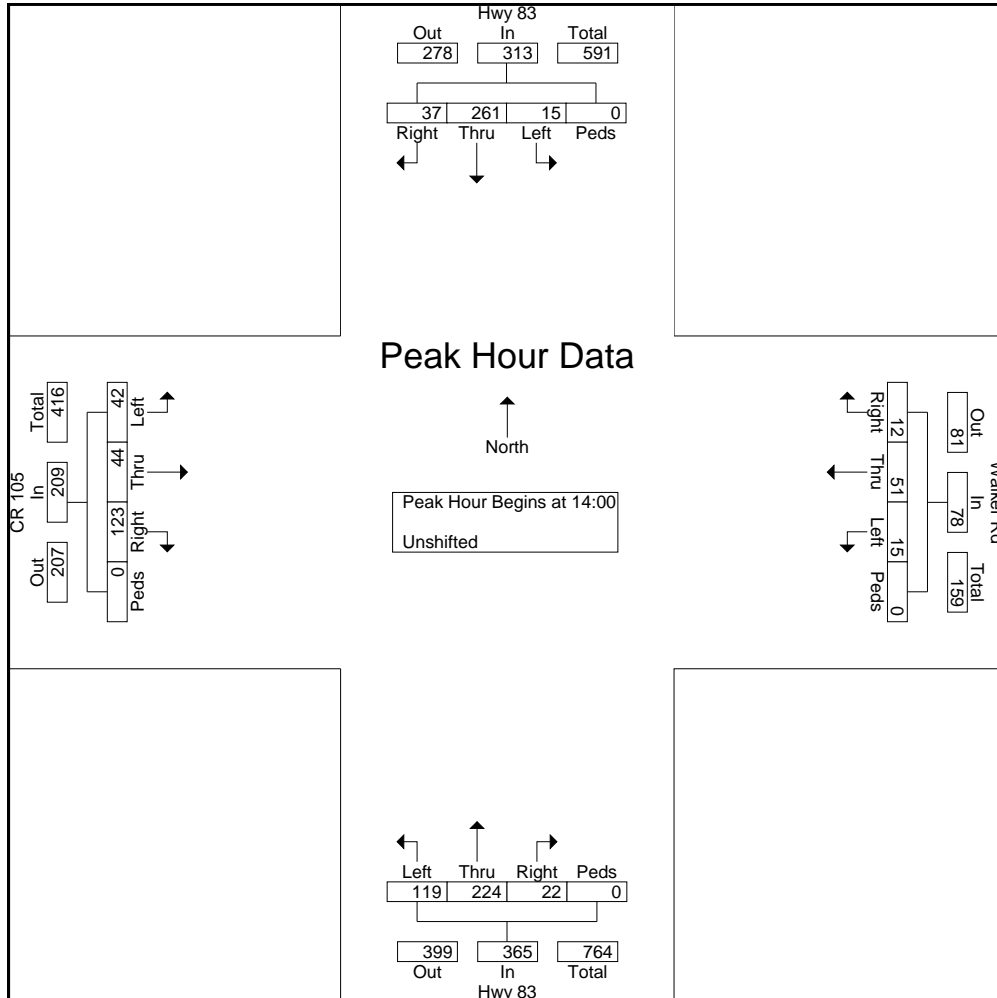 Hwy 83
Out In Total
278 313 591
37 261 15 0
Right Thru Left Peds
Peak Hour Data
North
Peak Hour Begins at 14:00
Unshifted
CR 105
Total In Out
416 209 207
42 44 123 0
Left Thru Right Peds
Walker Rd
Out In Total
81 78 159
12 51 15 0
Right Thru Left Peds
Left Thru Right Peds
119 224 22 0
399 365 764
Out In Total
Hwy 83